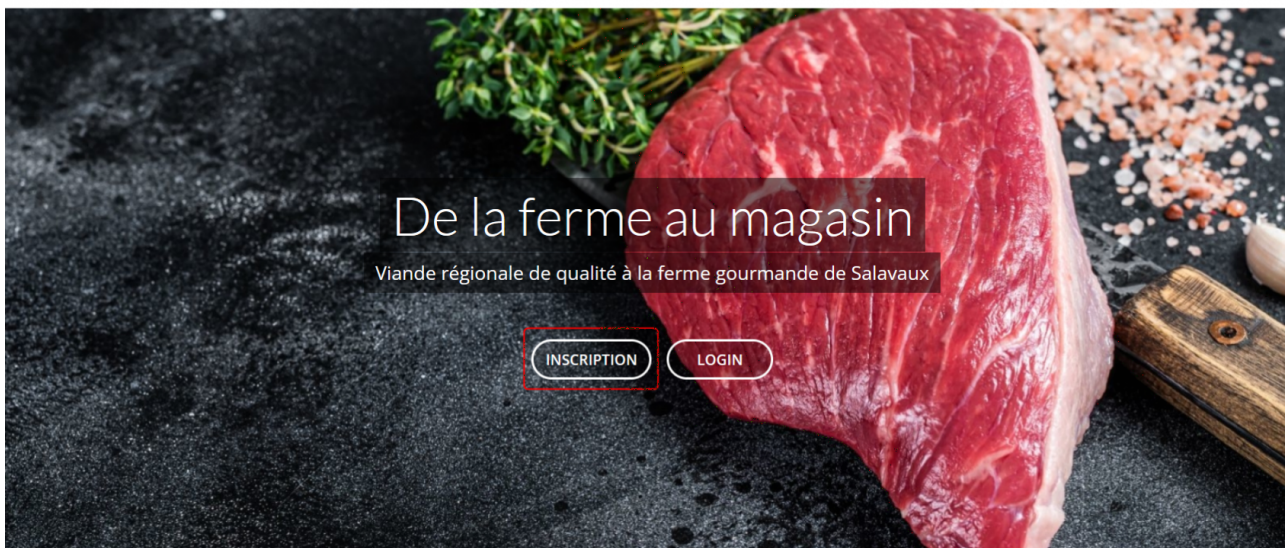 De la ferme au magasin
Viande régionale de qualité à la ferme gourmande de Salavaux
INSCRIPTION LOGIN